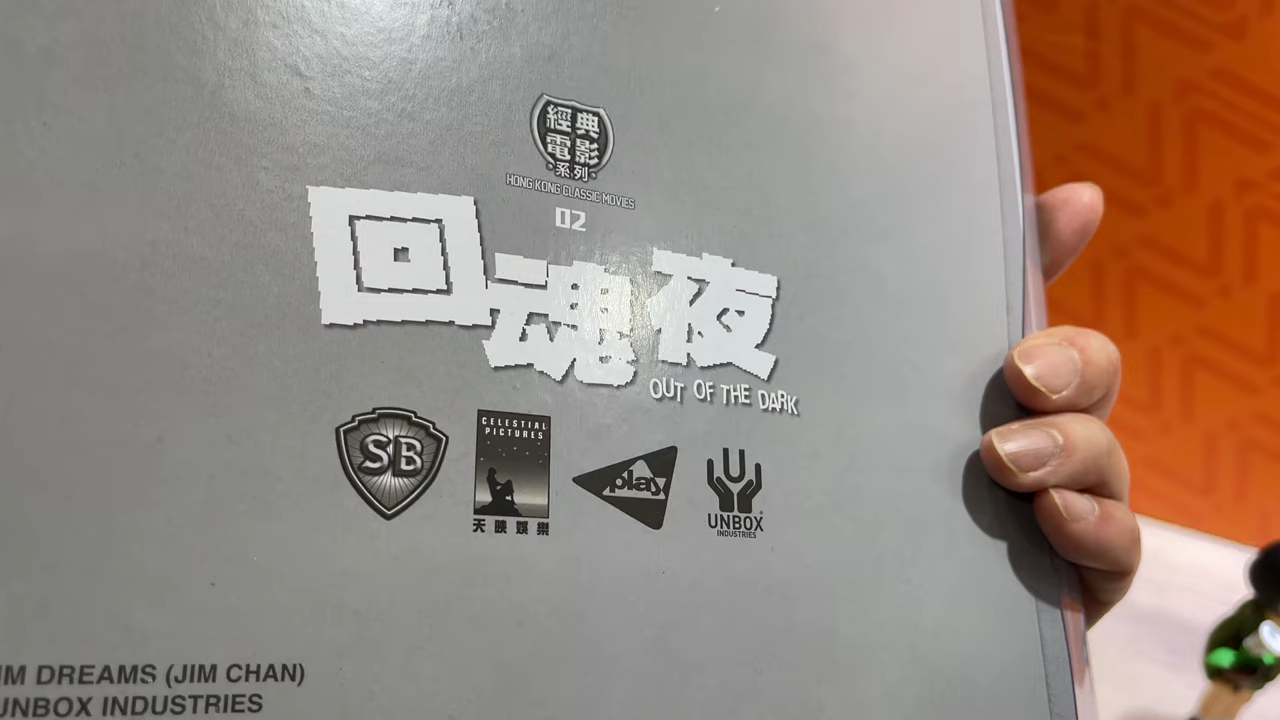 經典
電影
系列
HONG KONG CLASSIC MOVIES
02
回魂夜
OUT OF THE DARK
SB
CELESTIAL
PICTURES
天映娛樂
play
UNBOX
INDUSTRIES
IM DREAMS (JIM CHAN)
UNBOX INDUSTRIES